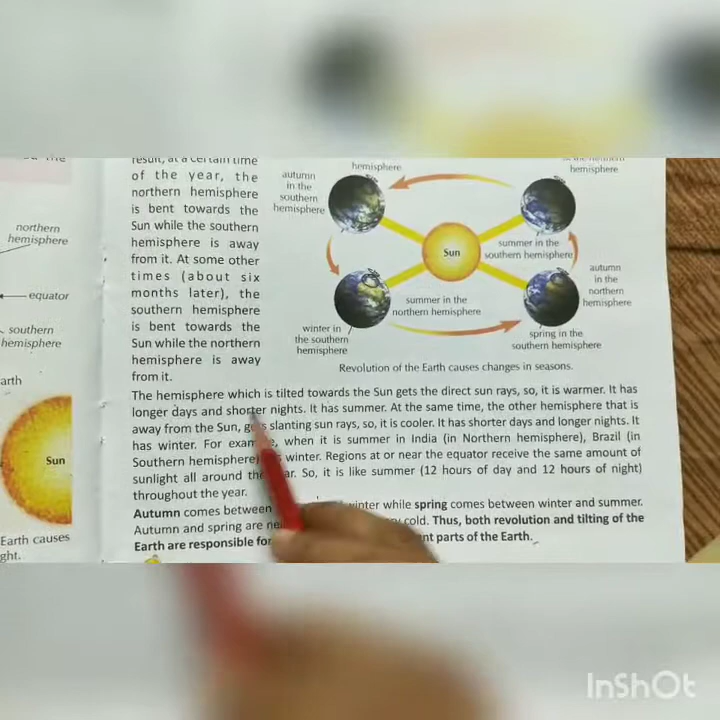 result, at a certain time
of the year, the
northern hemisphere
is bent towards the
Sun while the southern
hemisphere is away
from it. At some other
times (about six
months later), the
southern hemisphere
is bent towards the
Sun while the northern
hemisphere is away
from it.
hemisphere
hemisphere
autumn
in the
southern
hemisphere
Sun
summer in the
southern hemisphere
autumn
in the
northern
hemisphere
summer in the
northern hemisphere
winter in
the southern
hemisphere
spring in the
southern hemisphere
Revolution of the Earth causes changes in seasons.
The hemisphere which is tilted towards the Sun gets the direct sun rays, so, it is warmer. It has
longer days and shorter nights. It has summer. At the same time, the other hemisphere that is
away from the Sun, gets slanting sun rays, so, it is cooler. It has shorter days and longer nights. It
has winter. For example, when it is summer in India (in Northern hemisphere), Brazil (in
Southern hemisphere) winter. Regions at or near the equator receive the same amount of
sunlight all around the year. So, it is like summer (12 hours of day and 12 hours of night)
throughout the year.
Autumn comes between winter while spring comes between winter and summer.
Autumn and spring are cold. Thus, both revolution and tilting of the
Earth are responsible for parts of the Earth.
northern
hemisphere
equator
southern
hemisphere
arth
Sun
Earth causes
ght.
InShOt